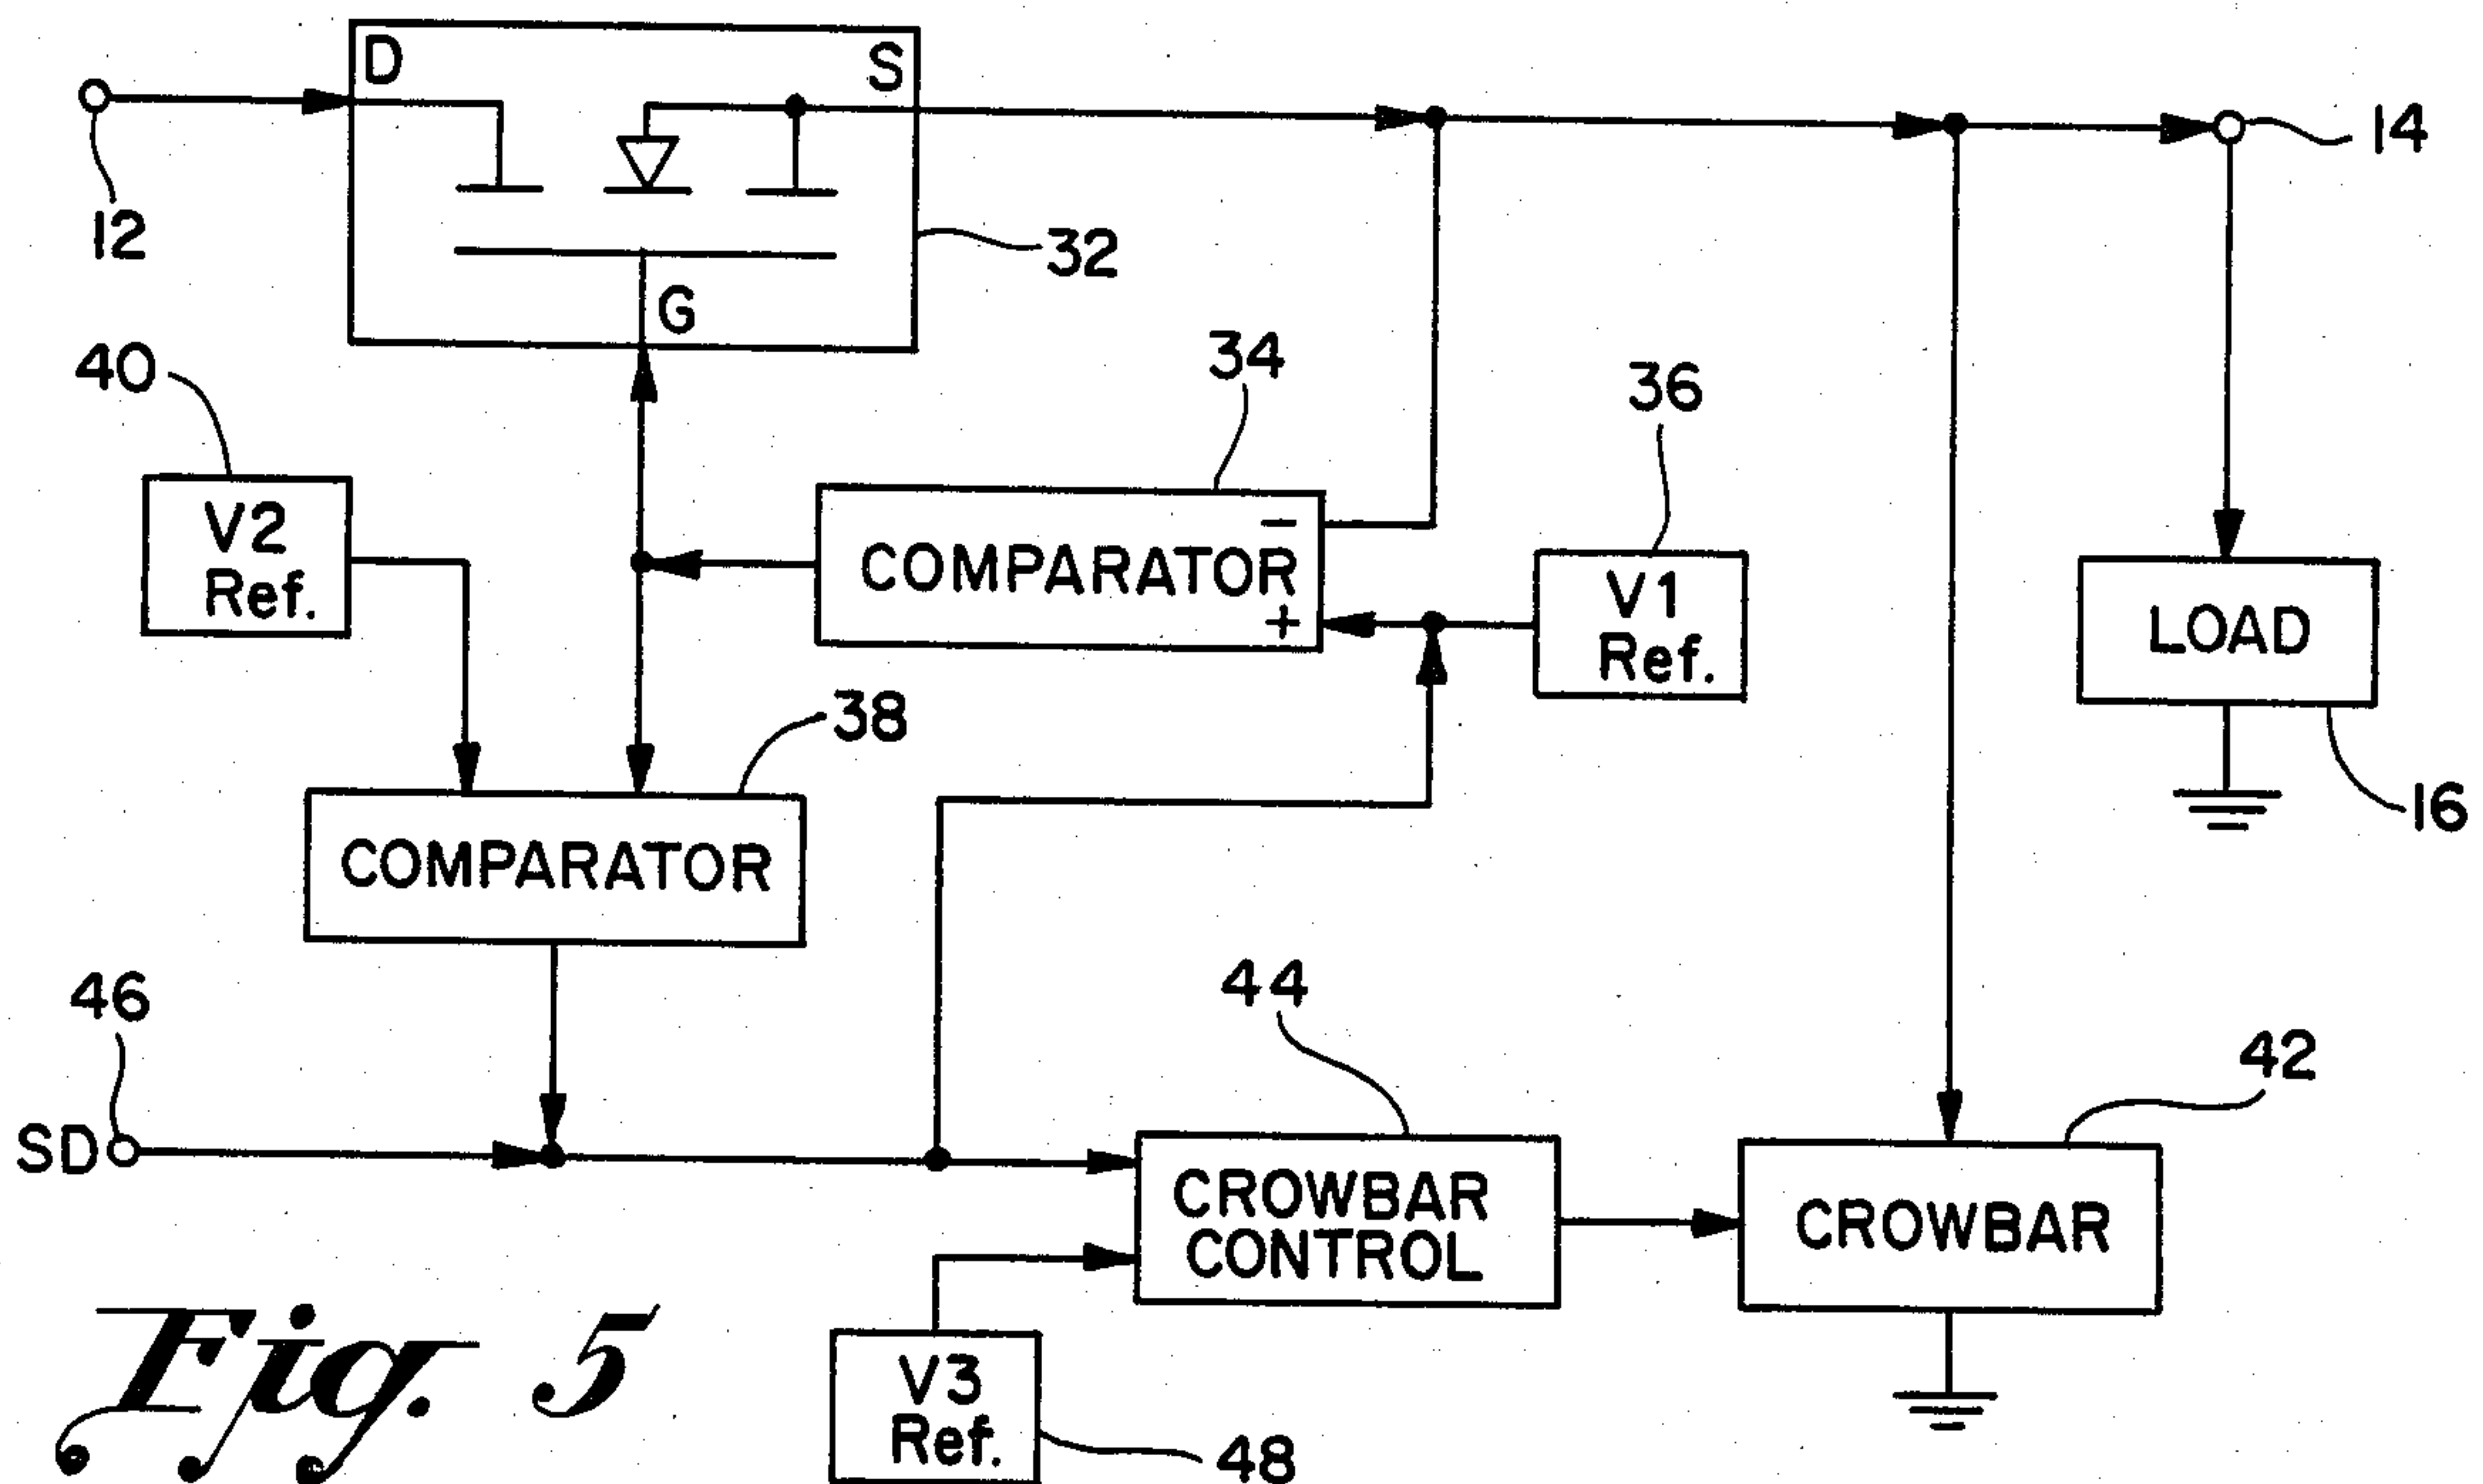 D
S
12
14
32
G
34
36
40
V2
Ref.
COMPARATOR
-
+
V1
Ref.
LOAD
38
16
COMPARATOR
46
44
42
SD
CROWBAR
CONTROL
CROWBAR
V3
Ref.
48
Fig. 5